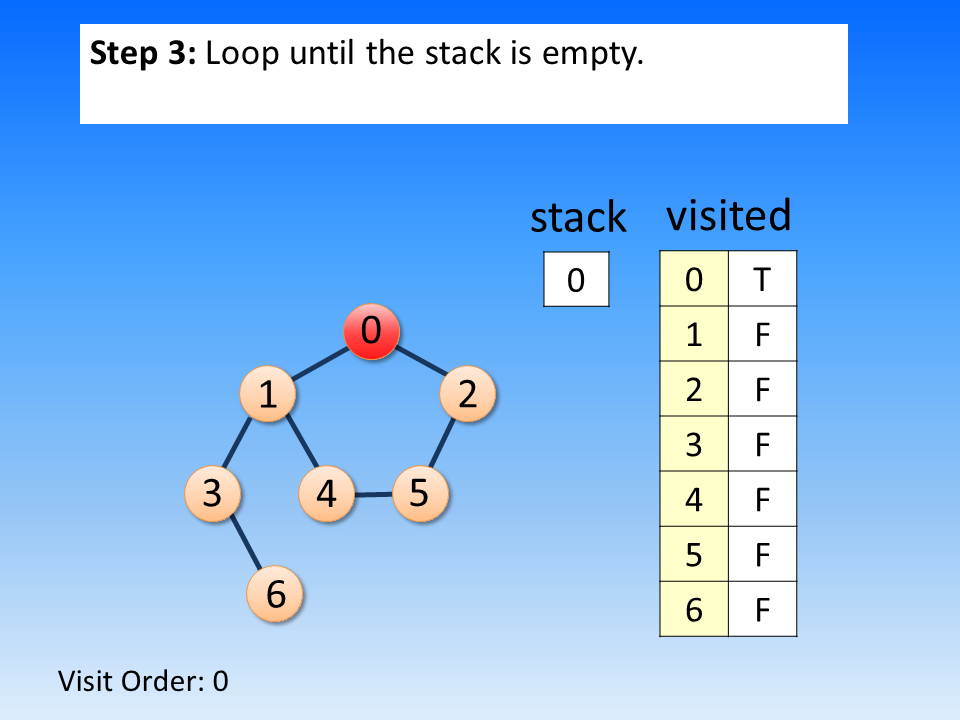 Step 3: Loop until the stack is empty.
stack visited
0
0 T
1 F
2 F
3 F
4 F
5 F
6 F
0
1 2
3 4 5
6
Visit Order: 0